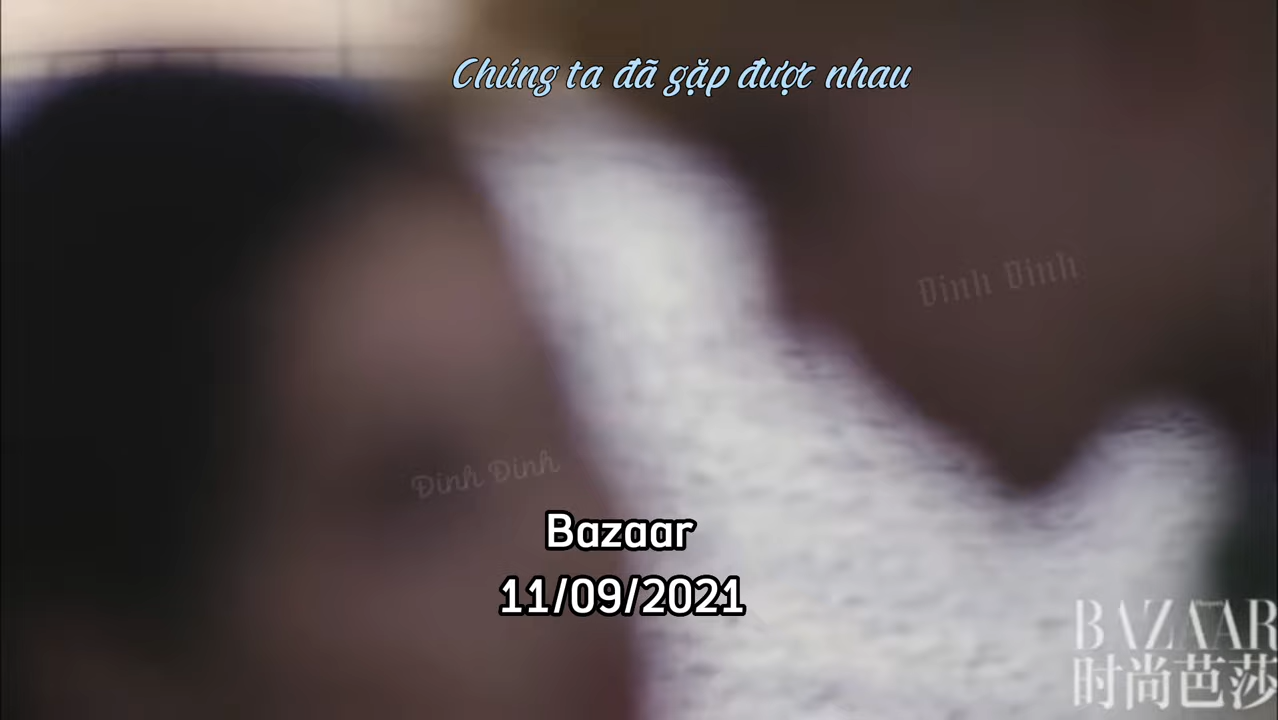 Chúng ta đã gặp được nhau
Đinh Đinh
Đinh Đinh
Bazaar
11/09/2021
BAZAAR
时尚芭莎